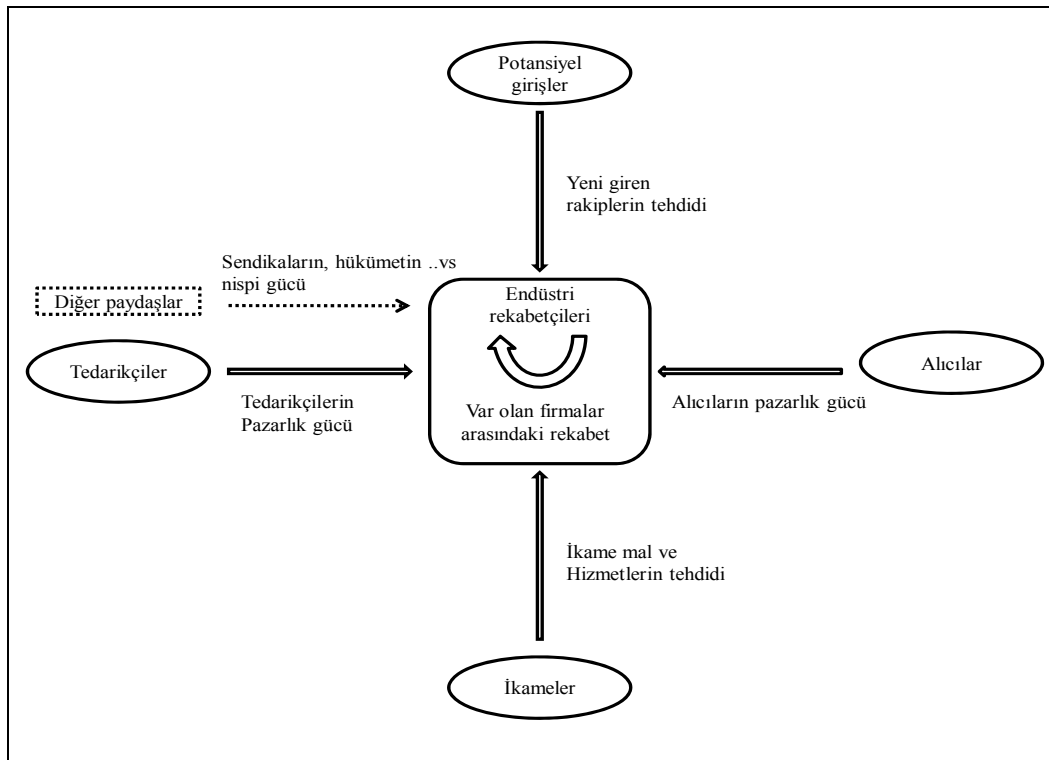 Potansiyel
girişler
Yeni giren
rakiplerin tehdidi
Sendikaların, hükümetin ..vs
nispi gücü
Diğer paydaşlar
Endüstri
rekabetçileri
Tedarikçiler
Alıcılar
Tedarikçilerin
Pazarlık gücü
Var olan firmalar
arasındaki rekabet
Alıcıların pazarlık gücü
İkame mal ve
Hizmetlerin tehdidi
İkameler